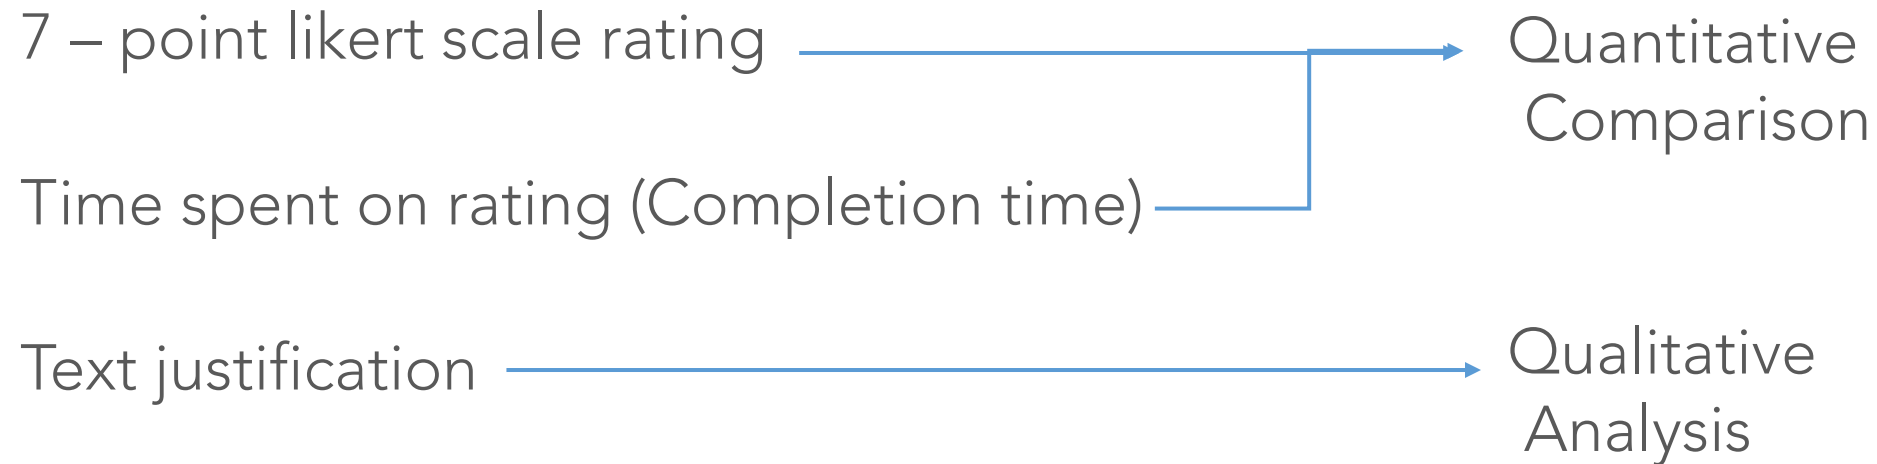 7 – point likert scale rating
Quantitative
Comparison
Time spent on rating (Completion time)
Text justification
Qualitative
Analysis